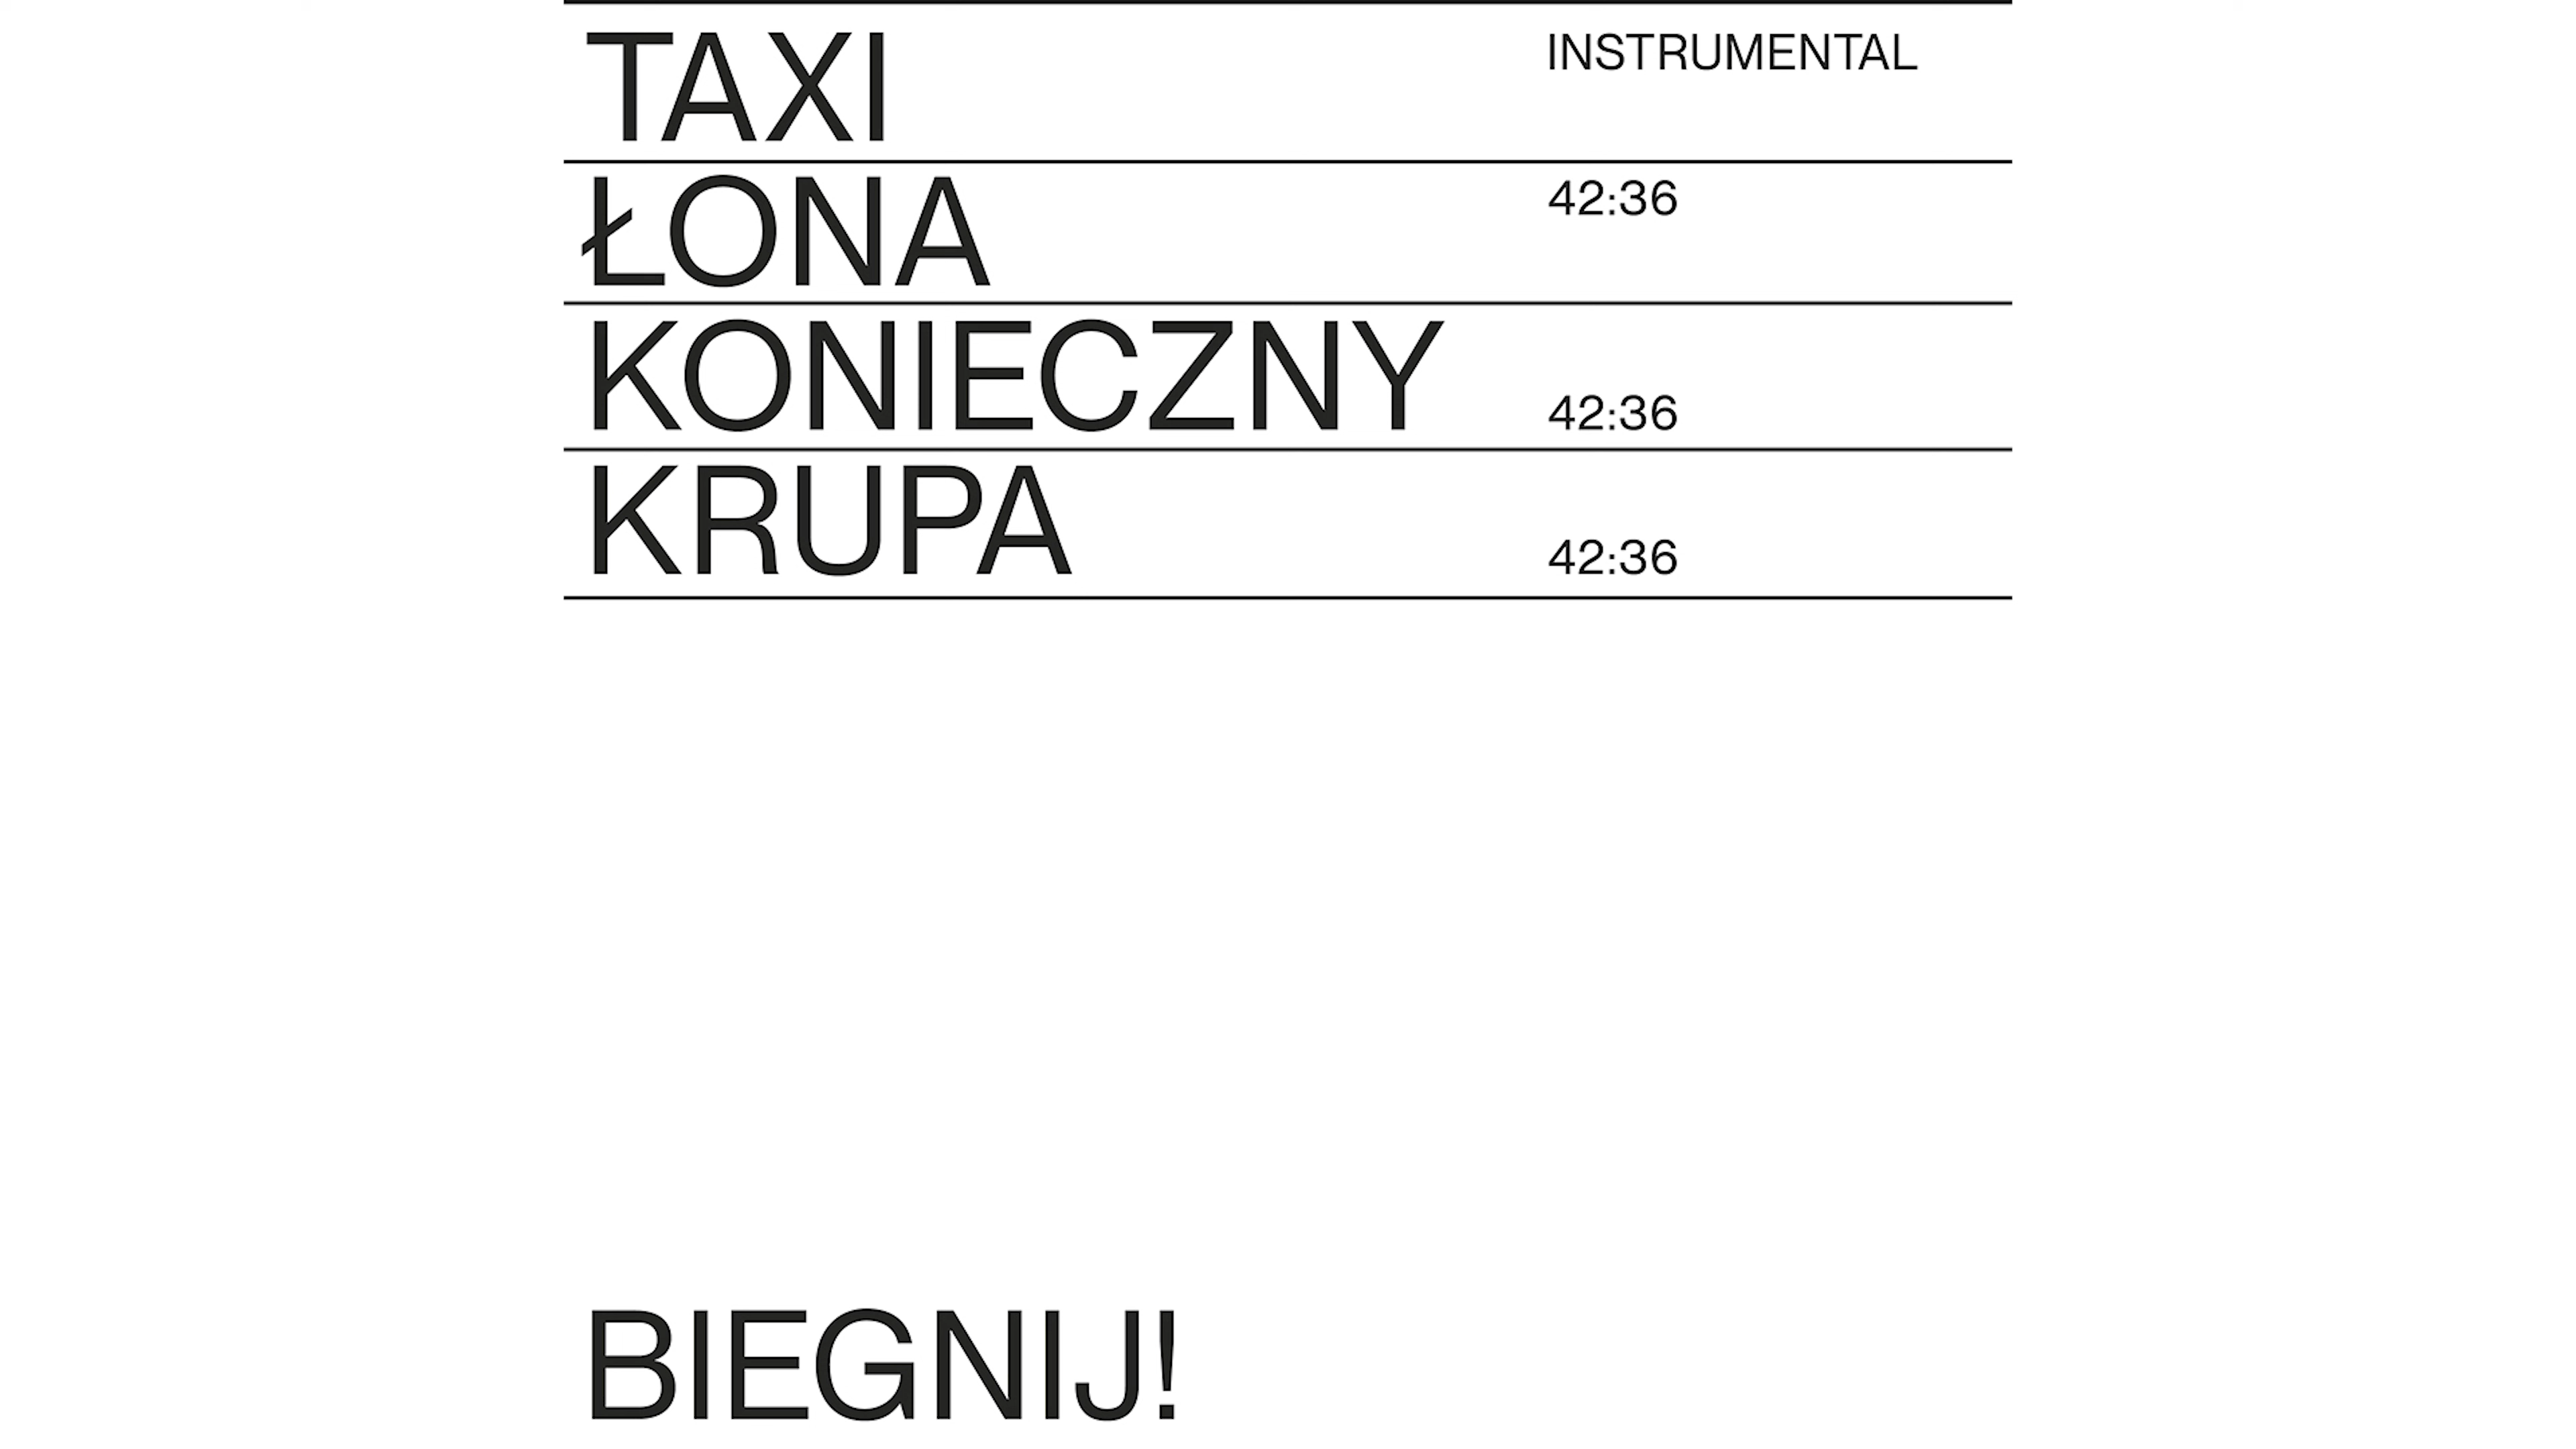 TAXI INSTRUMENTAL
ŁONA 42:36
KONIECZNY 42:36
KRUPA 42:36
BIEGNIJ!